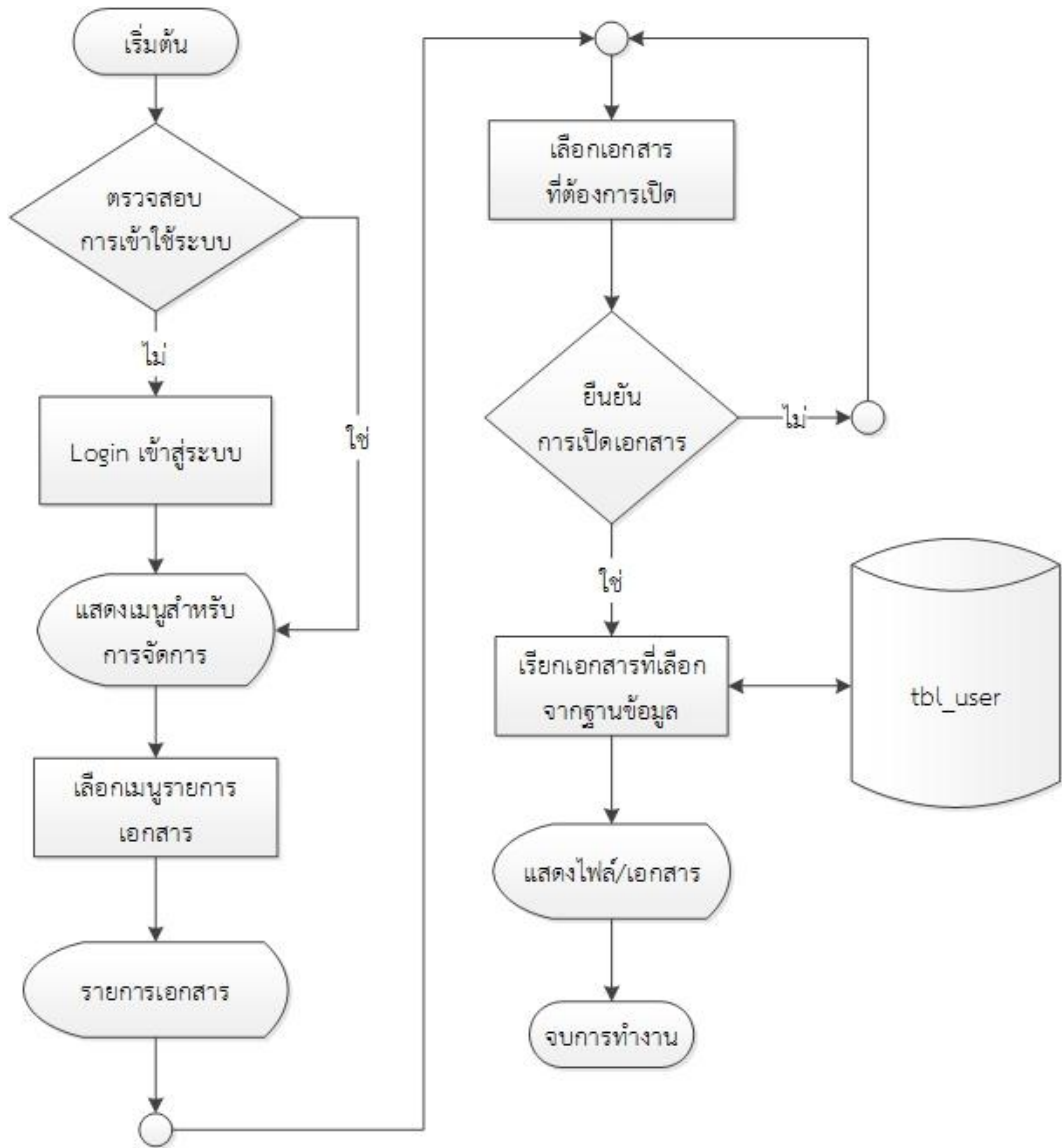 เริ่มต้น
ตรวจสอบ
การเข้าใช้ระบบ
ไม่
ใช่
Login เข้าสู่ระบบ
แสดงเมนูสำหรับ
การจัดการ
เลือกเมนูรายการ
เอกสาร
รายการเอกสาร
เลือกเอกสาร
ที่ต้องการเปิด
ยืนยัน
การเปิดเอกสาร
ไม่
ใช่
เรียกเอกสารที่เลือก
จากฐานข้อมูล
tbl_user
แสดงไฟล์/เอกสาร
จบการทำงาน